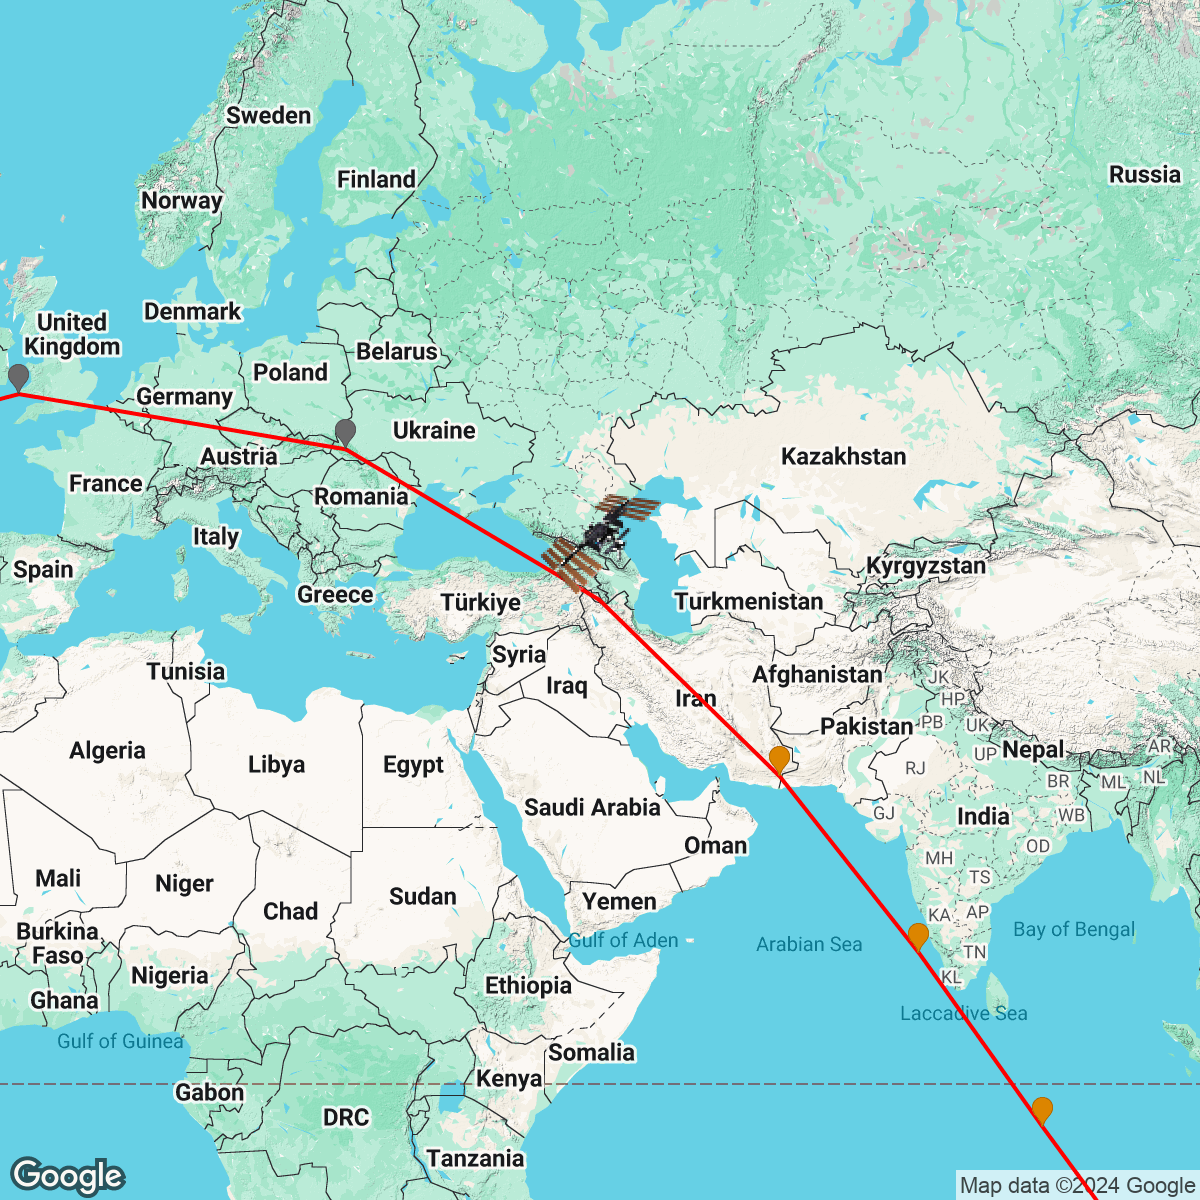 Sweden
Finland
Russia
Norway
Denmark
United
Kingdom
Belarus
Poland
Germany
Ukraine
Austria
Kazakhstan
France
Romania
Italy
Spain
Kyrgyzstan
Greece
Türkiye
Turkmenistan
Syria
Tunisia
Afghanistan
JK
Iraq
Iran
HP
Pakistan
PB
UK
Algeria
Nepal
AR
UP
Libya
Egypt
RJ
BR
ML
NL
Saudi Arabia
GJ
India
WB
Oman
OD
MH
Mali
Niger
TS
Sudan
Yemen
Chad
KA
AP
Burkina
Faso
Gulf of Aden
Arabian Sea
Bay of Bengal
TN
Nigeria
KL
Ethiopia
Ghana
Laccadive Sea
Gulf of Guinea
Somalia
Kenya
Gabon
DRC
Tanzania
Google
Map data ©2024 Google